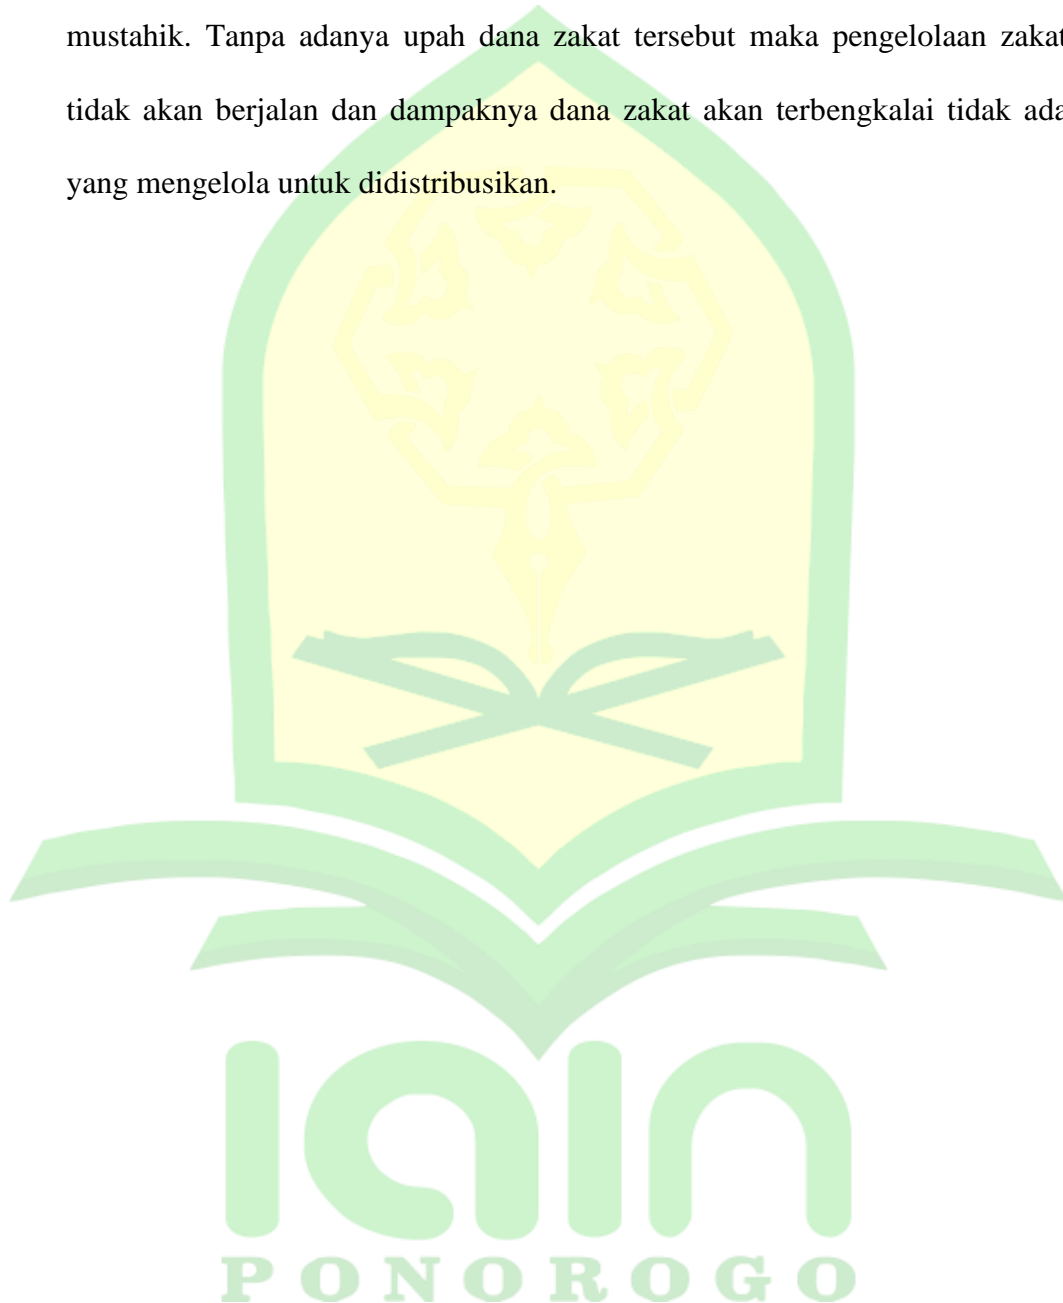 mustahik. Tanpa adanya upah dana zakat tersebut maka pengelolaan zakat
tidak akan berjalan dan dampaknya dana zakat akan terbengkalai tidak ada
yang mengelola untuk didistribusikan.
iain
PONOROGO